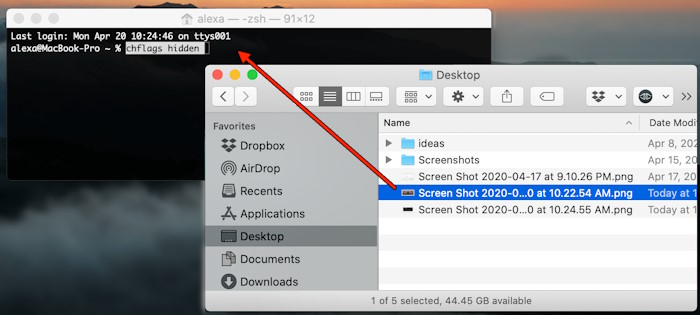 alexa — -zsh — 91×12
Last login: Mon Apr 20 10:24:46 on ttys001
alexa@MacBook-Pro ~ % chflags hidden
Desktop
Favorites
Dropbox
AirDrop
Recents
Applications
Desktop
Documents
Downloads
Name Date Modi
ideas Apr 8, 202
Screenshots Apr 15, 20
Screen Shot 2020-04-17 at 9.10.26 PM.png Apr 17, 20
Screen Shot 2020-0...0 at 10.22.54 AM.png Today at 1
Screen Shot 2020-0...0 at 10.24.55 AM.png Today at 1
1 of 5 selected, 44.45 GB available